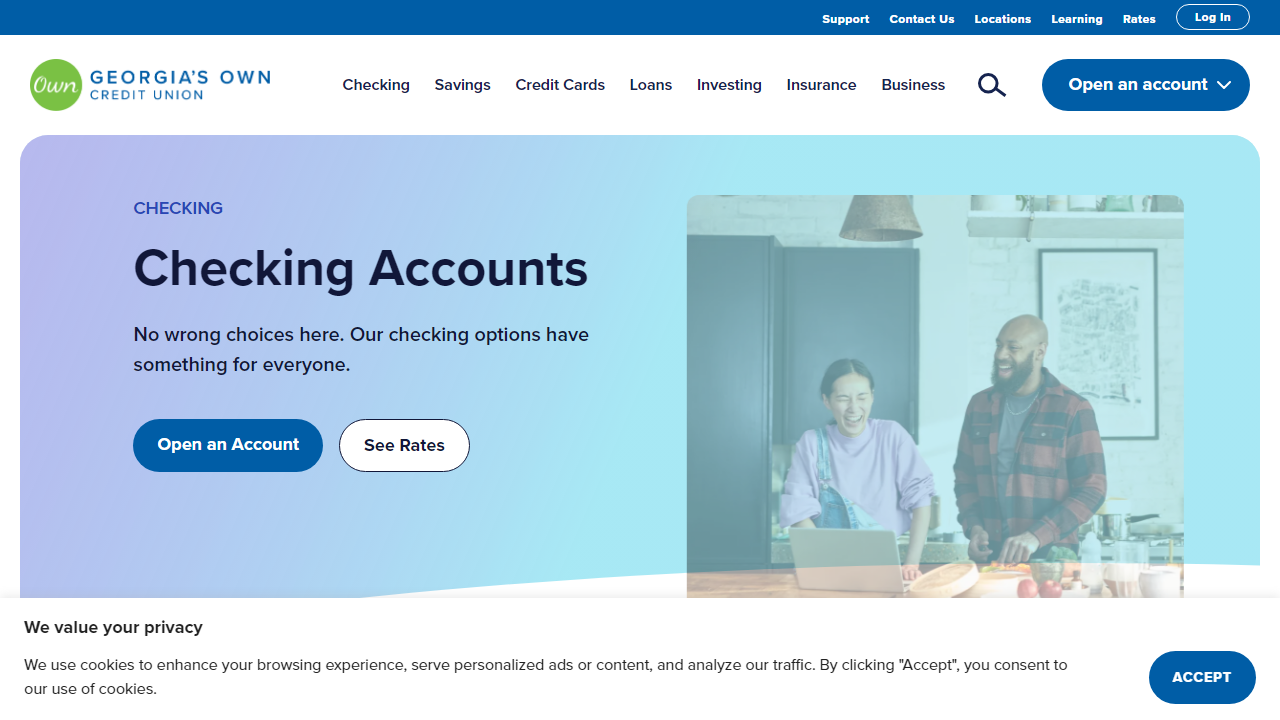 Support Contact Us Locations Learning Rates Log In
Own GEORGIA'S OWN
CREDIT UNION
Checking Savings Credit Cards Loans Investing Insurance Business Open an account
CHECKING
Checking Accounts
No wrong choices here. Our checking options have
something for everyone.
Open an Account See Rates
We value your privacy
We use cookies to enhance your browsing experience, serve personalized ads or content, and analyze our traffic. By clicking "Accept", you consent to
our use of cookies.
ACCEPT